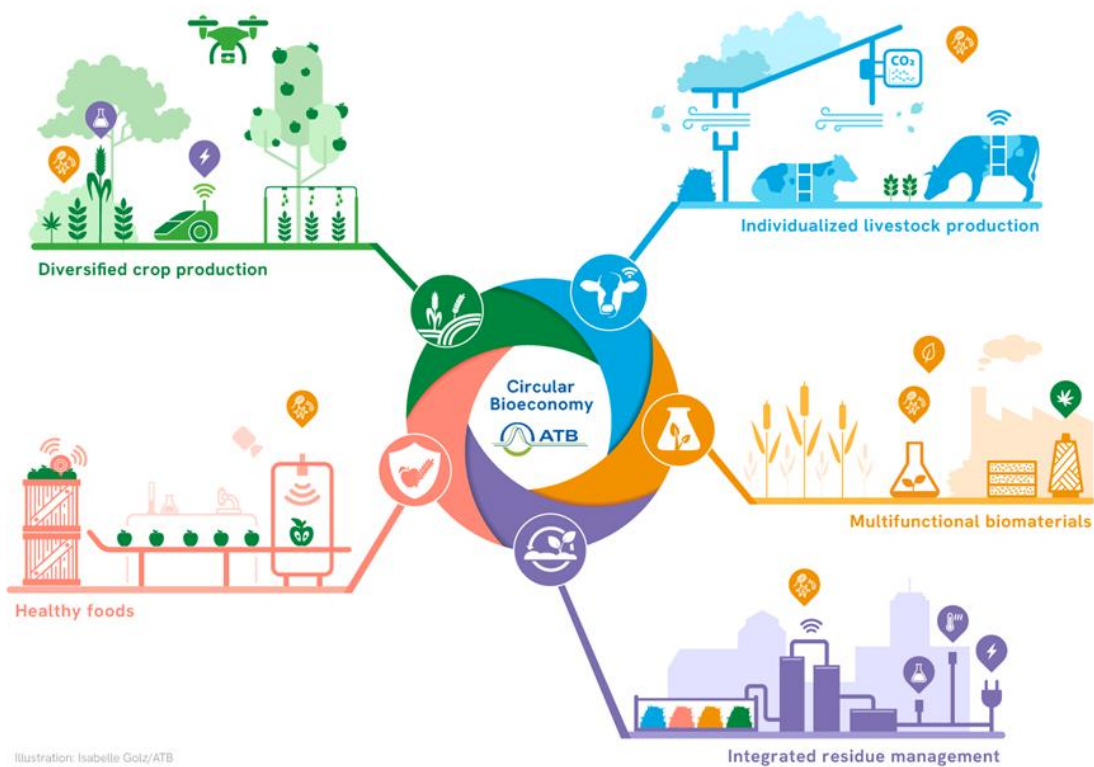 CO₂
Individualized livestock production
Diversified crop production
Circular
Bioeconomy
ATB
Multifunctional biomaterials
Healthy foods
Integrated residue management
Illustration: Isabelle Golz/ATB